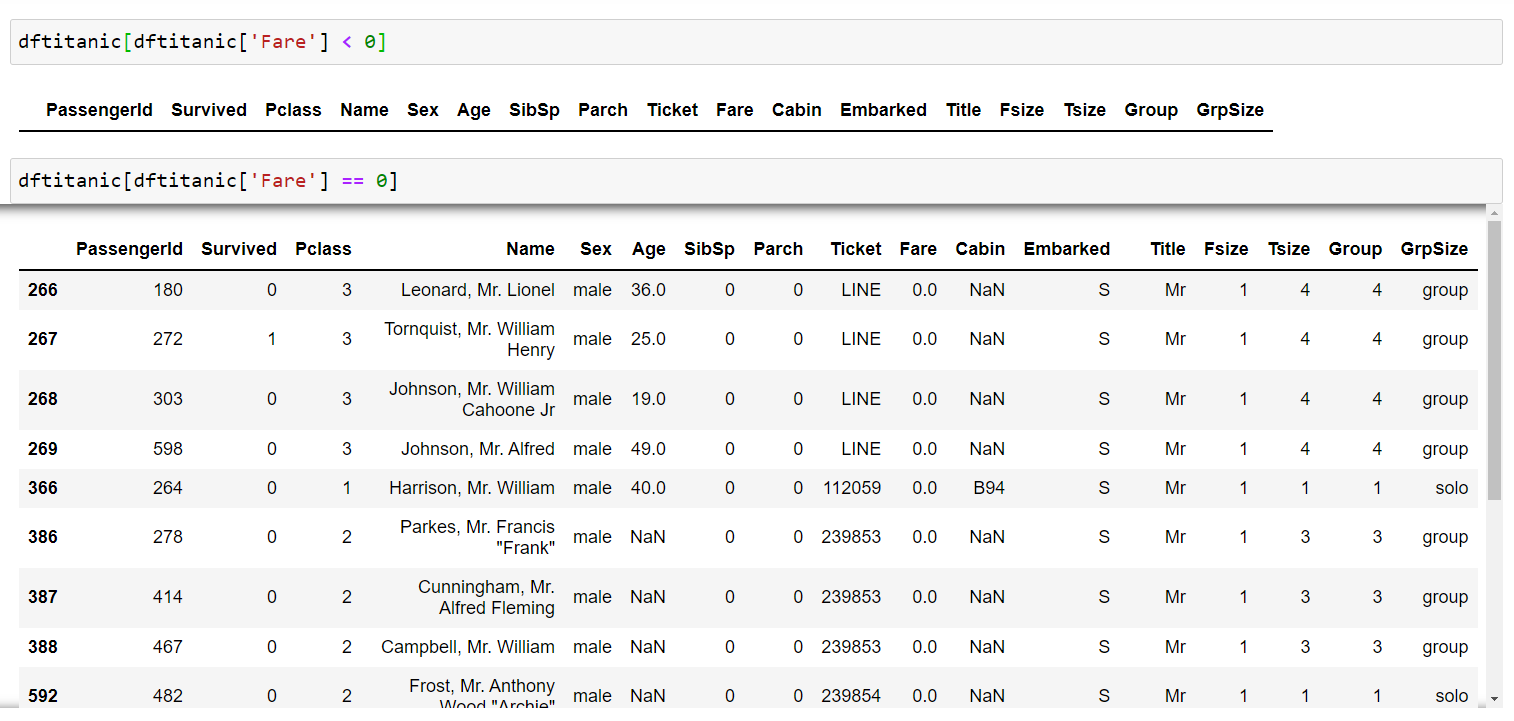 dftitanic[dftitanic['Fare'] < 0]
PassengerId Survived Pclass Name Sex Age SibSp Parch Ticket Fare Cabin Embarked Title Fsize Tsize Group GrpSize
dftitanic[dftitanic['Fare'] == 0]
PassengerId Survived Pclass Name Sex Age SibSp Parch Ticket Fare Cabin Embarked Title Fsize Tsize Group GrpSize
266 180 0 3 Leonard, Mr. Lionel male 36.0 0 0 LINE 0.0 NaN S Mr 1 4 4 group
267 272 1 3 Tornquist, Mr. William
Henry male 25.0 0 0 LINE 0.0 NaN S Mr 1 4 4 group
268 303 0 3 Johnson, Mr. William
Cahoone Jr male 19.0 0 0 LINE 0.0 NaN S Mr 1 4 4 group
269 598 0 3 Johnson, Mr. Alfred male 49.0 0 0 LINE 0.0 NaN S Mr 1 4 4 group
366 264 0 1 Harrison, Mr. William male 40.0 0 0 112059 0.0 B94 S Mr 1 1 1 solo
386 278 0 2 Parkes, Mr. Francis
"Frank" male NaN 0 0 239853 0.0 NaN S Mr 1 3 3 group
387 414 0 2 Cunningham, Mr.
Alfred Fleming male NaN 0 0 239853 0.0 NaN S Mr 1 3 3 group
388 467 0 2 Campbell, Mr. William male NaN 0 0 239853 0.0 NaN S Mr 1 3 3 group
592 482 0 2 Frost, Mr. Anthony
Wood "Archie" male NaN 0 0 239854 0.0 NaN S Mr 1 1 1 solo